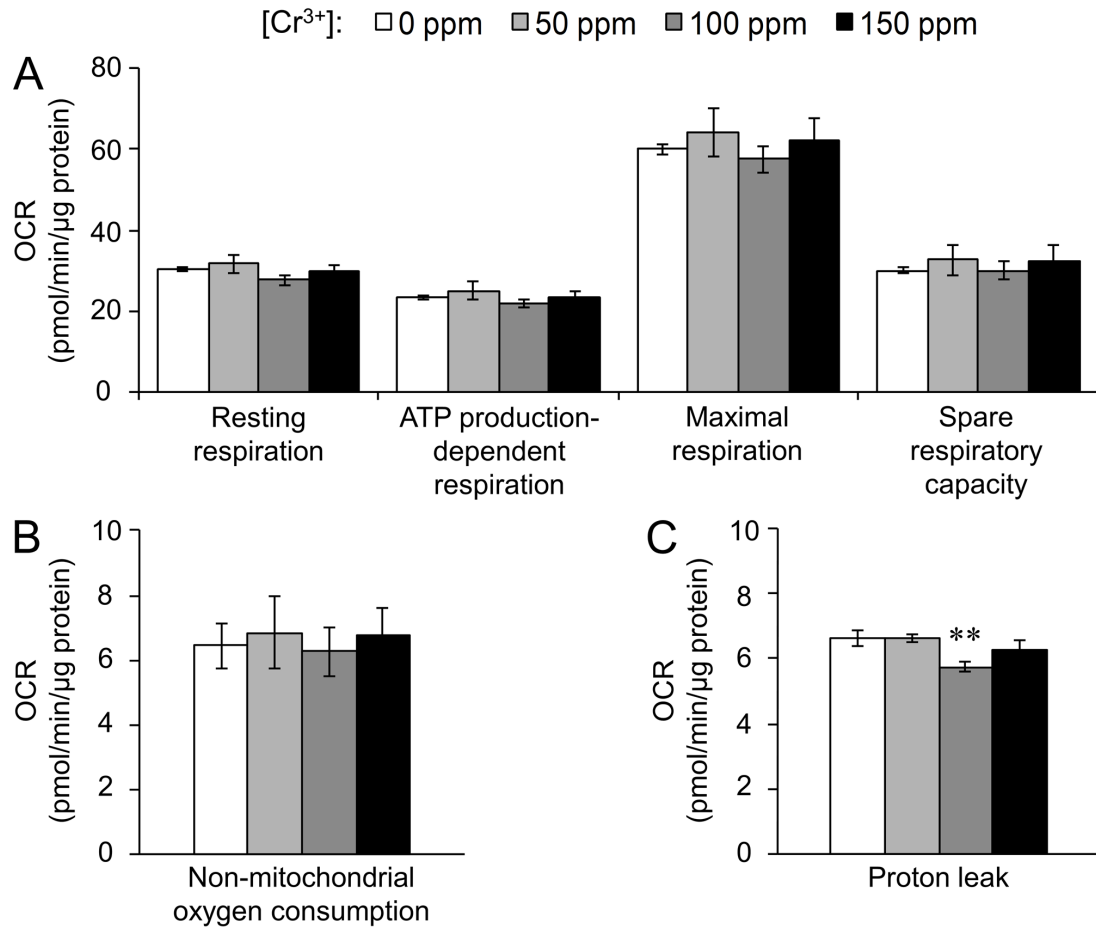 [Cr³⁺]: 0 ppm 50 ppm 100 ppm 150 ppm
A
OCR
(pmol/min/µg protein)
80
60
40
20
0
Resting
respiration
ATP production-
dependent
respiration
Maximal
respiration
Spare
respiratory
capacity
B
OCR
(pmol/min/µg protein)
10
8
6
4
2
0
Non-mitochondrial
oxygen consumption
C
OCR
(pmol/min/µg protein)
10
8
6
4
2
0
**
Proton leak